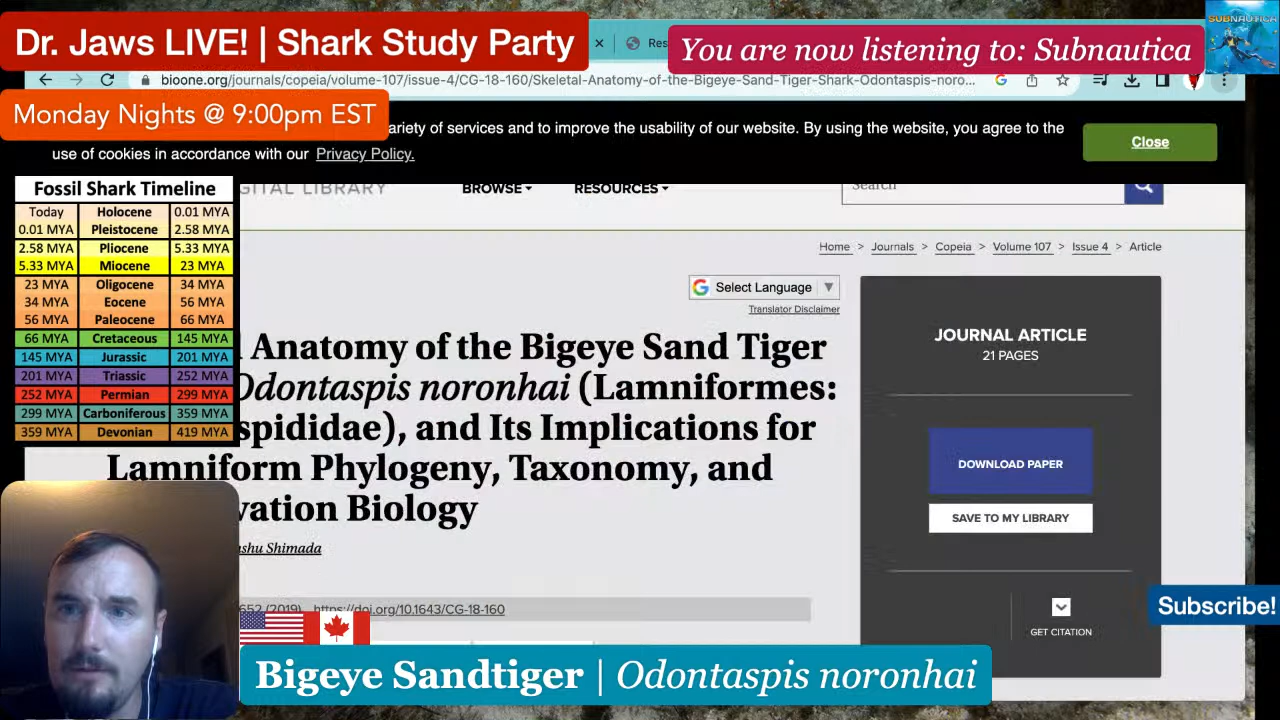 Dr. Jaws LIVE! | Shark Study Party
You are now listening to: Subnautica
SUBNAUTICA
bioone.org/journals/copeia/volume-107/issue-4/CG-18-160/Skeletal-Anatomy-of-the-Bigeye-Sand-Tiger-Shark-Odontaspis-noro...
Monday Nights @ 9:00pm EST
ariety of services and to improve the usability of our website. By using the website, you agree to the
use of cookies in accordance with our Privacy Policy.
Close
GITAL LIBRARY
BROWSE
RESOURCES
Search
Home > Journals > Copeia > Volume 107 > Issue 4 > Article
Fossil Shark Timeline
Today Holocene 0.01 MYA
0.01 MYA Pleistocene 2.58 MYA
2.58 MYA Pliocene 5.33 MYA
5.33 MYA Miocene 23 MYA
23 MYA Oligocene 34 MYA
34 MYA Eocene 56 MYA
56 MYA Paleocene 66 MYA
66 MYA Cretaceous 145 MYA
145 MYA Jurassic 201 MYA
201 MYA Triassic 252 MYA
252 MYA Permian 299 MYA
299 MYA Carboniferous 359 MYA
359 MYA Devonian 419 MYA
Select Language
Translator Disclaimer
Anatomy of the Bigeye Sand Tiger
Odontaspis noronhai (Lamniformes:
spididae), and Its Implications for
Lamniform Phylogeny, Taxonomy, and
vation Biology
nshu Shimada
652 (2019) https://doi.org/10.1643/CG-18-160
JOURNAL ARTICLE
21 PAGES
DOWNLOAD PAPER
SAVE TO MY LIBRARY
GET CITATION
Subscribe!
Bigeye Sandtiger | Odontaspis noronhai